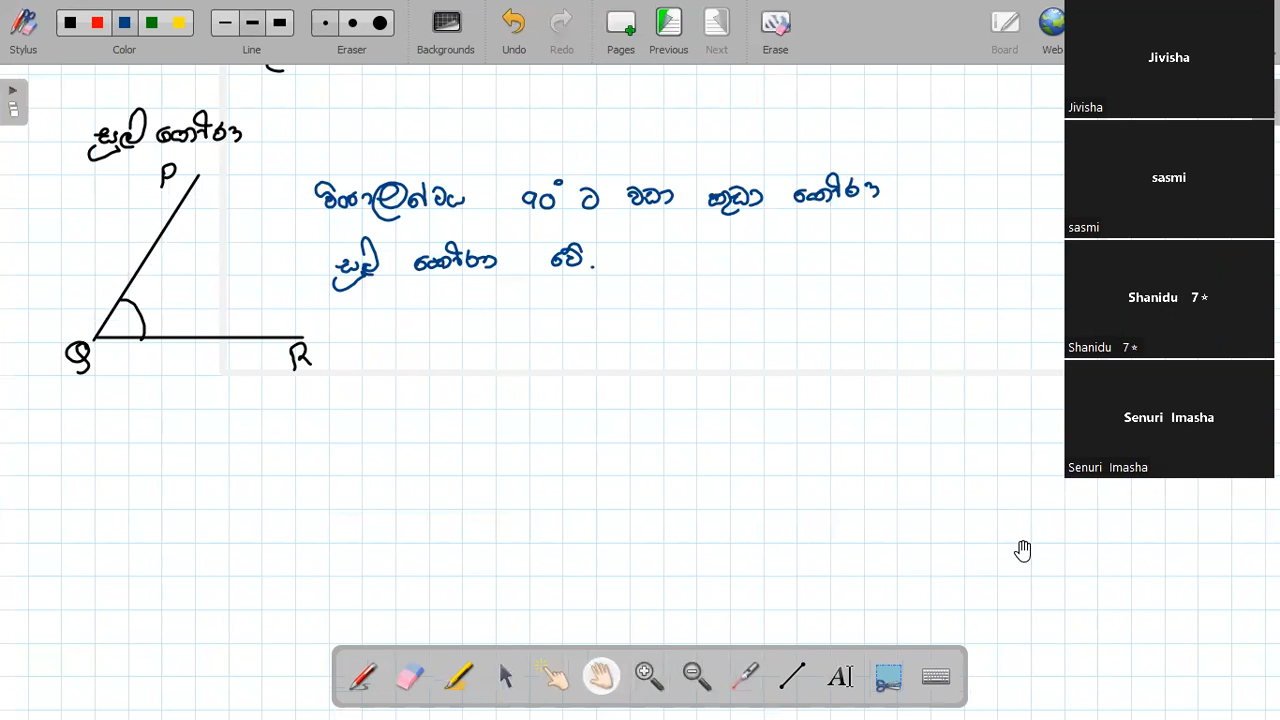 Stylus
Color
Line
Eraser
Backgrounds
Undo
Redo
Pages
Previous
Next
Erase
Board
Web
සුළු කෝණ
P
Q
R
විශාලත්වය 90° ට වඩා කුඩා කෝණ
සුළු කෝණ වේ.
Jivisha
Jivisha
sasmi
sasmi
Shanidu 7⭐
Shanidu 7⭐
Senuri Imasha
Senuri Imasha